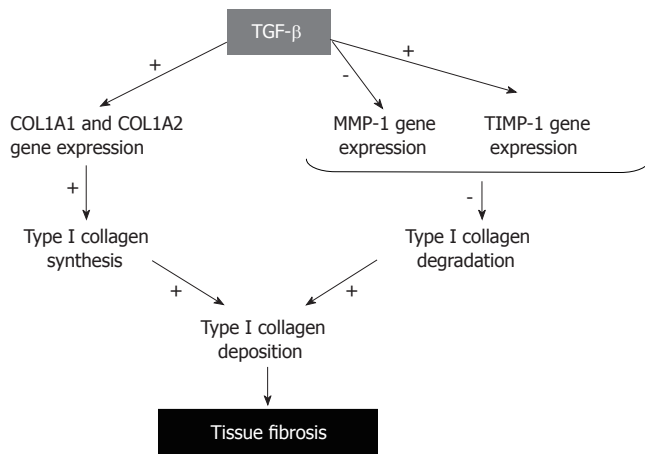 TGF-β
+
-
+
COL1A1 and COL1A2
gene expression
MMP-1 gene
expression
TIMP-1 gene
expression
+
-
Type I collagen
synthesis
Type I collagen
degradation
+
+
Type I collagen
deposition
Tissue fibrosis